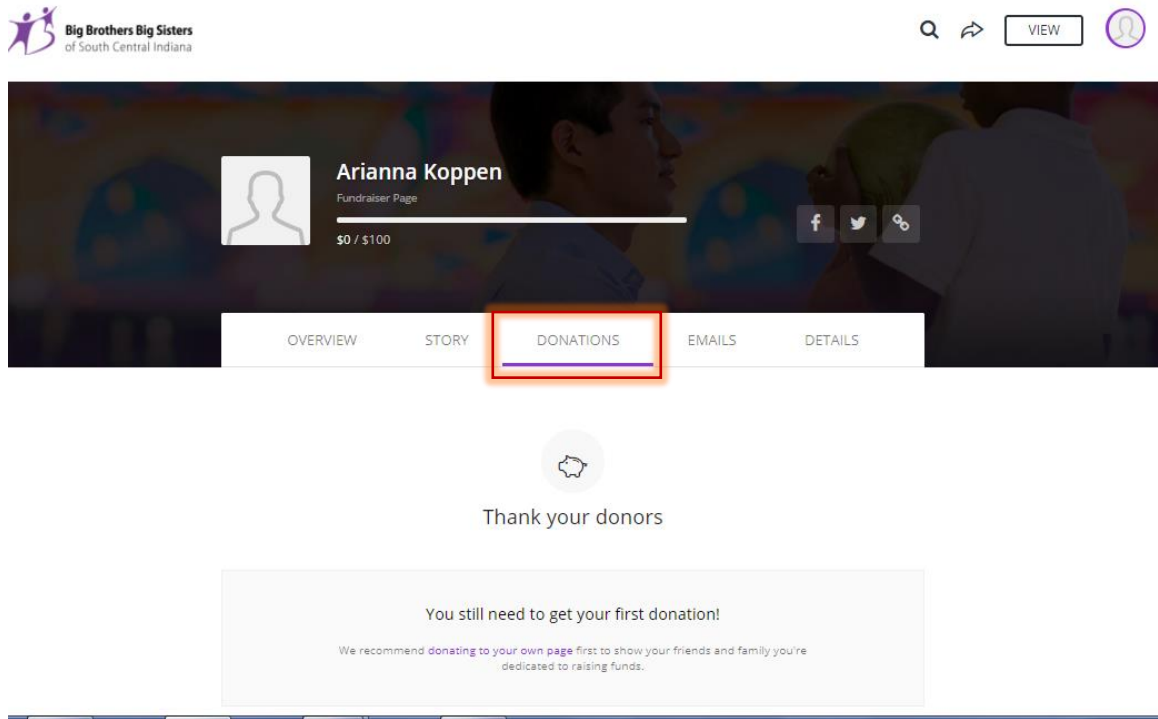 Big Brothers Big Sisters
of South Central Indiana
VIEW
Arianna Koppen
Fundraiser Page
$0 / $100
OVERVIEW STORY DONATIONS EMAILS DETAILS
Thank your donors
You still need to get your first donation!
We recommend donating to your own page first to show your friends and family you're
dedicated to raising funds.